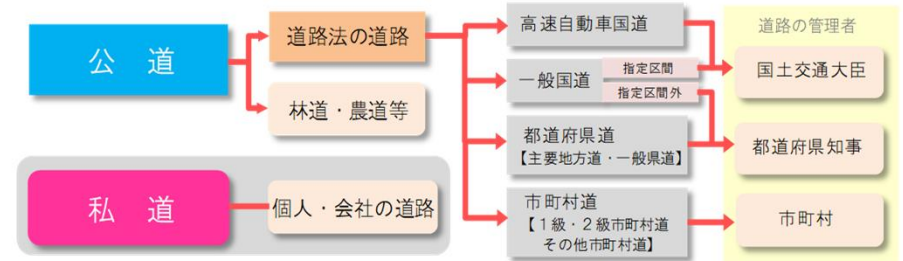 公 道
道路法の道路
林道・農道等
私 道
個人・会社の道路
高速自動車国道
一般国道
指定区間
指定区間外
都道府県道
【主要地方道・一般県道】
市町村道
【1級・2級市町村道
その他市町村道】
道路の管理者
国土交通大臣
都道府県知事
市町村